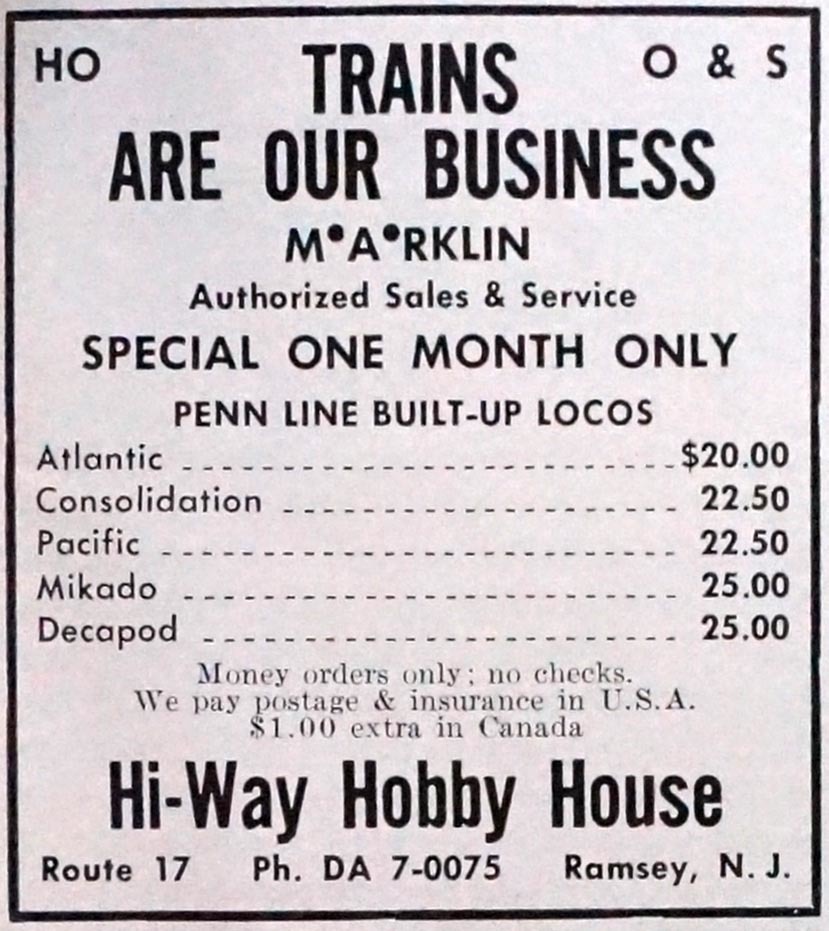 HO TRAINS O & S
ARE OUR BUSINESS
M•A•RKLIN
Authorized Sales & Service
SPECIAL ONE MONTH ONLY
PENN LINE BUILT-UP LOCOS
Atlantic $20.00
Consolidation 22.50
Pacific 22.50
Mikado 25.00
Decapod 25.00
Money orders only; no checks.
We pay postage & insurance in U.S.A.
$1.00 extra in Canada
Hi-Way Hobby House
Route 17 Ph. DA 7-0075 Ramsey, N. J.